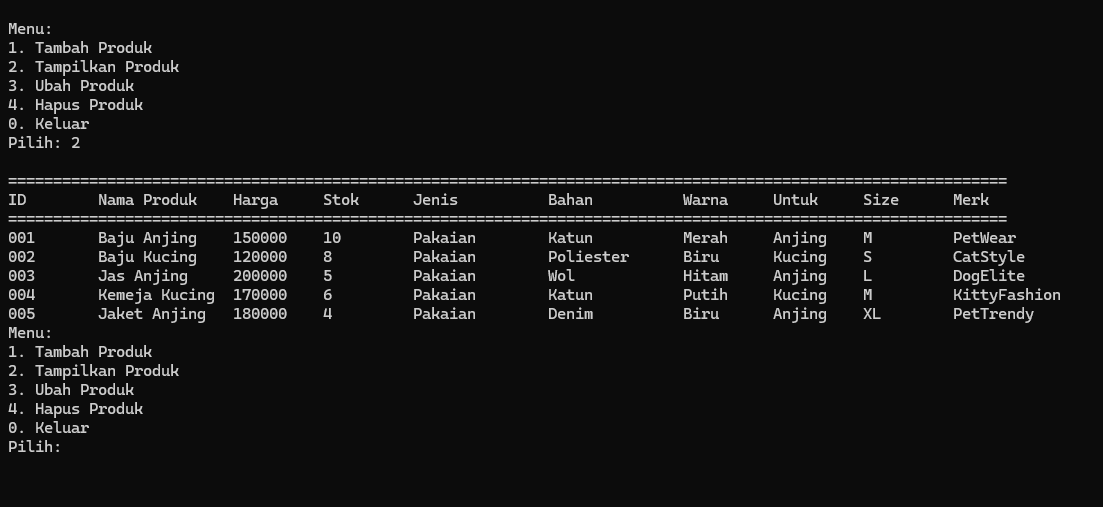 Menu:
1. Tambah Produk
2. Tampilkan Produk
3. Ubah Produk
4. Hapus Produk
0. Keluar
Pilih: 2
===============================================================================================================
ID        Nama Produk    Harga     Stok      Jenis          Bahan          Warna     Untuk     Size      Merk
===============================================================================================================
001       Baju Anjing    150000    10        Pakaian        Katun          Merah     Anjing    M         PetWear
002       Baju Kucing    120000    8         Pakaian        Poliester      Biru      Kucing    S         CatStyle
003       Jas Anjing     200000    5         Pakaian        Wol            Hitam     Anjing    L         DogElite
004       Kemeja Kucing  170000    6         Pakaian        Katun          Putih     Kucing    M         KittyFashion
005       Jaket Anjing   180000    4         Pakaian        Denim          Biru      Anjing    XL        PetTrendy
Menu:
1. Tambah Produk
2. Tampilkan Produk
3. Ubah Produk
4. Hapus Produk
0. Keluar
Pilih: